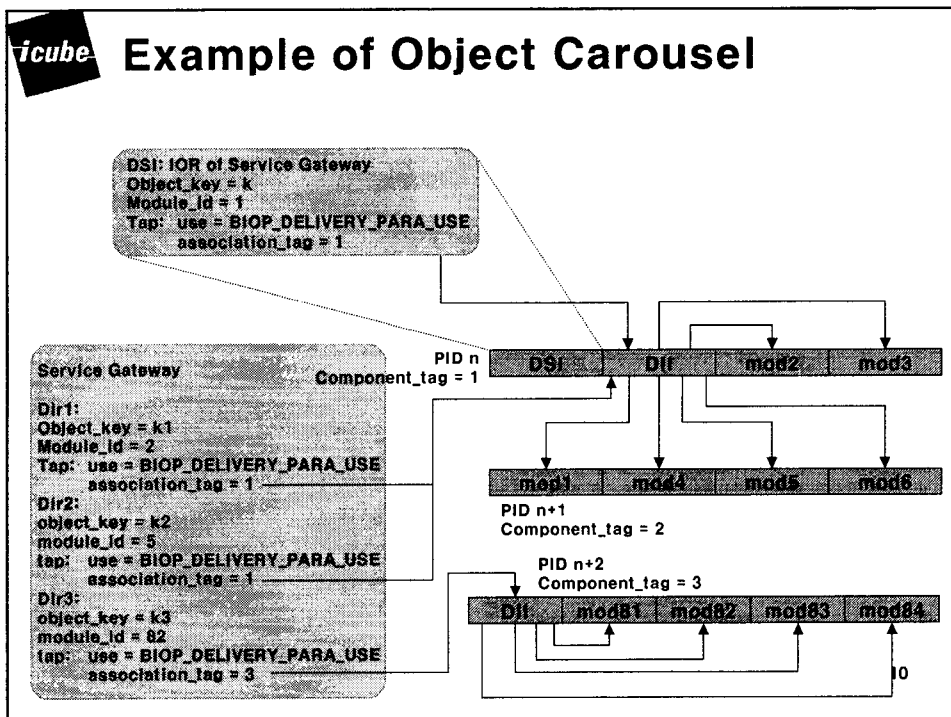 icube
Example of Object Carousel
DSI: IOR of Service Gateway
Object_key = k
Module_id = 1
Tap: use = BIOP_DELIVERY_PARA_USE
association_tag = 1
PID n
Component_tag = 1
DSI DII mod2 mod3
Service Gateway
Dir1:
Object_key = k1
Module_id = 2
Tap: use = BIOP_DELIVERY_PARA_USE
association_tag = 1
Dir2:
object_key = k2
module_id = 5
tap: use = BIOP_DELIVERY_PARA_USE
association_tag = 1
Dir3:
object_key = k3
module_id = 82
tap: use = BIOP_DELIVERY_PARA_USE
association_tag = 3
mod1 mod4 mod5 mod6
PID n+1
Component_tag = 2
PID n+2
Component_tag = 3
DII mod81 mod82 mod83 mod84
10